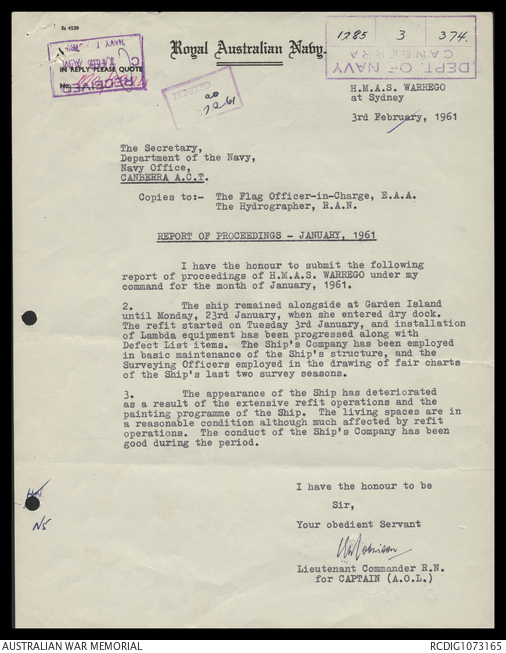 Rc 4539
Royal Australian Navy.
1285 3 374.
DEPT. OF NAVY
CANBERRA
RECEIVED
IN REPLY PLEASE QUOTE
No.
H.M.A.S. WARREGO
at Sydney
3rd February, 1961
The Secretary,
Department of the Navy,
Navy Office,
CANBERRA A.C.T.
Copies to:- The Flag Officer-in-Charge, E.A.A.
The Hydrographer, R.A.N.
REPORT OF PROCEEDINGS - JANUARY, 1961
I have the honour to submit the following
report of proceedings of H.M.A.S. WARREGO under my
command for the month of January, 1961.
2. The ship remained alongside at Garden Island
until Monday, 23rd January, when she entered dry dock.
The refit started on Tuesday 3rd January, and installation
of Lambda equipment has been progressed along with
Defect List items. The Ship's Company has been employed
in basic maintenance of the Ship's structure, and the
Surveying Officers employed in the drawing of fair charts
of the Ship's last two survey seasons.
3. The appearance of the Ship has deteriorated
as a result of the extensive refit operations and the
painting programme of the Ship. The living spaces are in
a reasonable condition although much affected by refit
operations. The conduct of the Ship's Company has been
good during the period.
I have the honour to be
Sir,
Your obedient Servant
Lieutenant Commander R.N.
for CAPTAIN (A.O.L.)
NS
AUSTRALIAN WAR MEMORIAL
RCDIG1073165